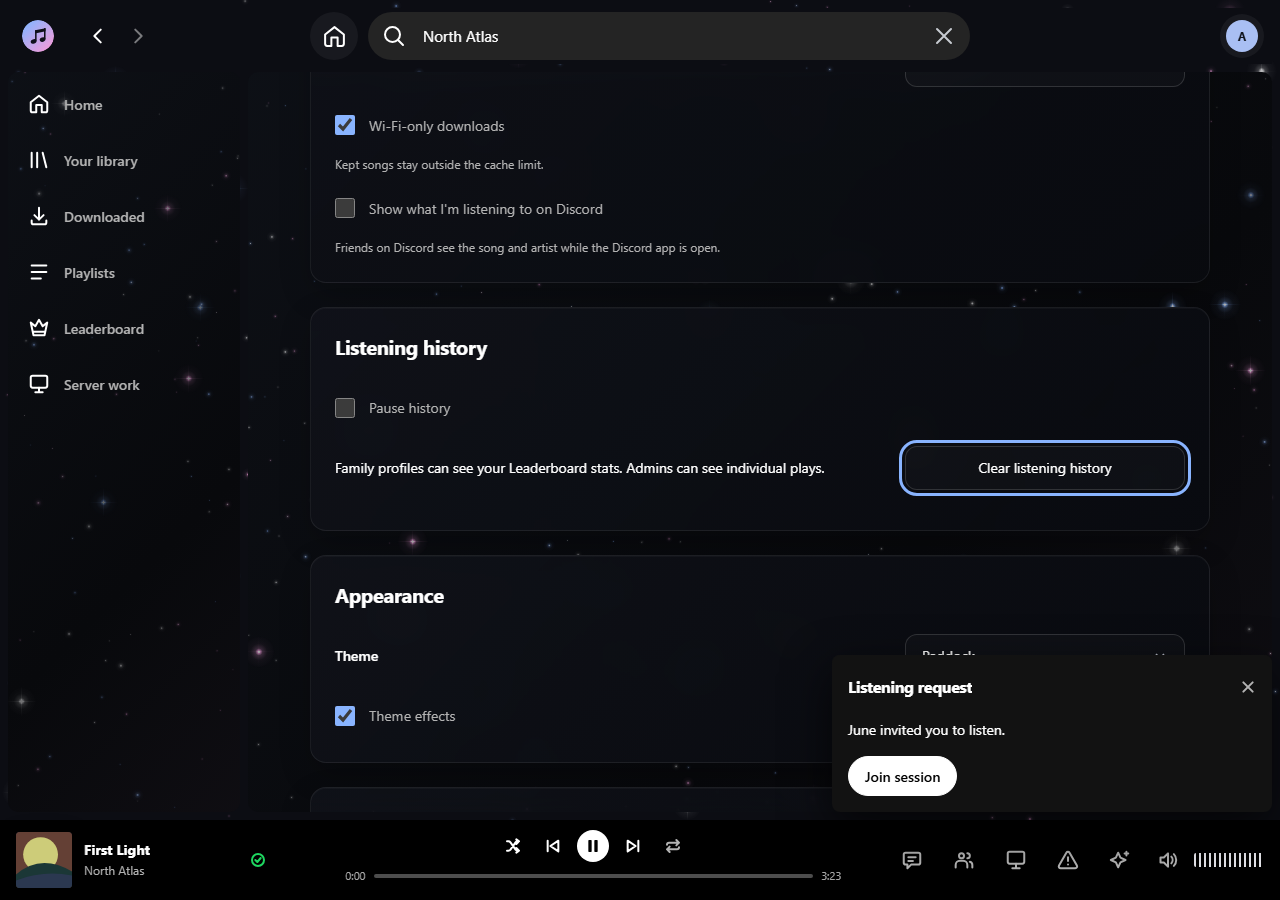 North Atlas
A
Home
Your library
Downloaded
Playlists
Leaderboard
Server work
Wi-Fi-only downloads
Kept songs stay outside the cache limit.
Show what I'm listening to on Discord
Friends on Discord see the song and artist while the Discord app is open.
Listening history
Pause history
Family profiles can see your Leaderboard stats. Admins can see individual plays.
Clear listening history
Appearance
Theme
Paddock
Theme effects
Listening request
June invited you to listen.
Join session
First Light
North Atlas
0:00
3:23